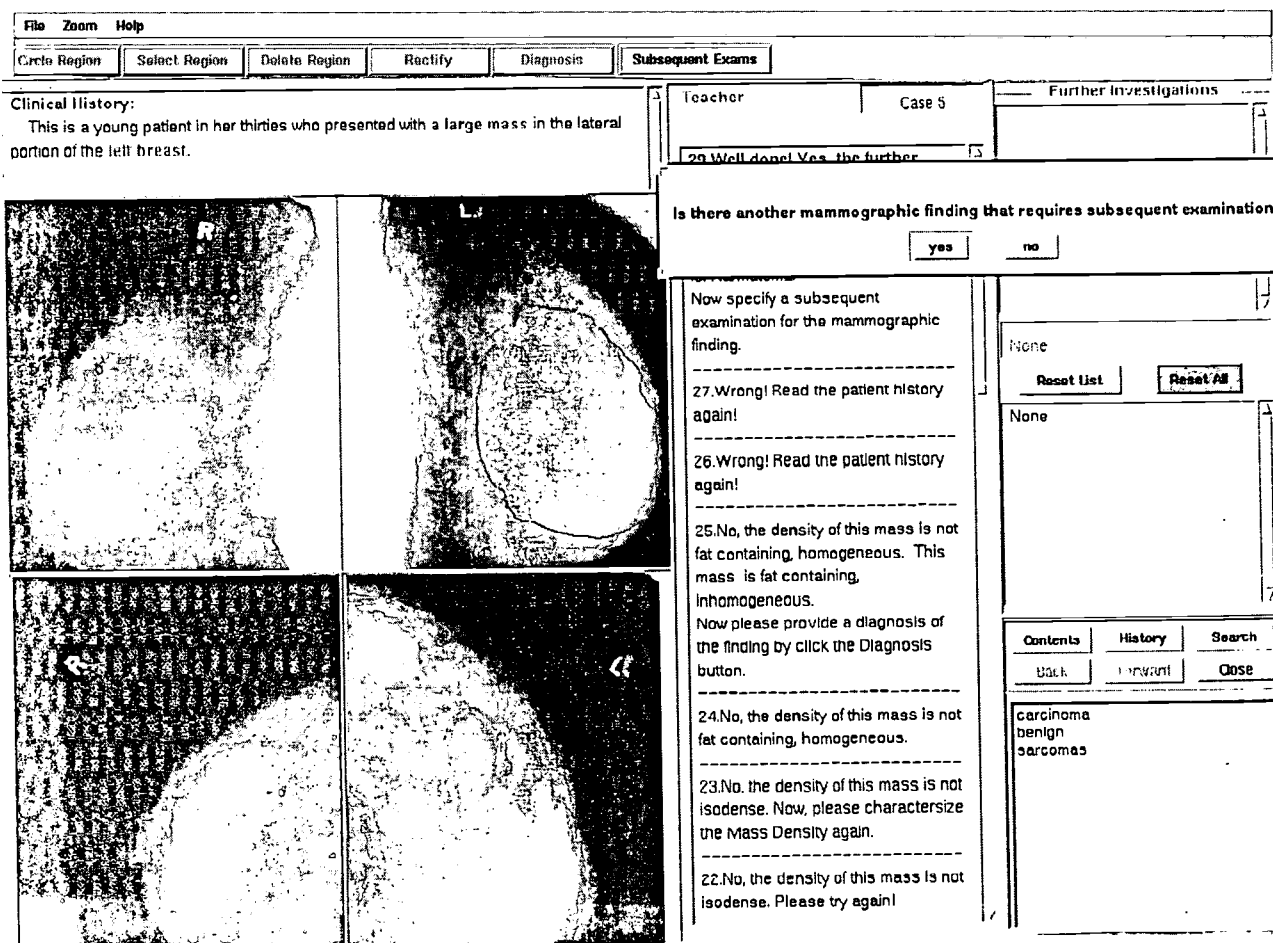 File Zoom Help
Circle Region Select Region Delete Region Rectify Diagnosis Subsequent Exams
Clinical History:
This is a young patient in her thirties who presented with a large mass in the lateral
portion of the left breast.
Teacher Case 5
29.Well done! Yes, the further
Is there another mammographic finding that requires subsequent examination
yes no
Now specify a subsequent
examination for the mammographic
finding.
27.Wrong! Read the patient history
again!
26.Wrong! Read the patient history
again!
25.No, the density of this mass is not
fat containing, homogeneous. This
mass is fat containing,
inhomogeneous.
Now please provide a diagnosis of
the finding by click the Diagnosis
button.
24.No, the density of this mass is not
fat containing, homogeneous.
23.No, the density of this mass is not
isodense. Now, please charactersize
the Mass Density again.
22.No, the density of this mass is not
isodense. Please try again!
Further Investigations
None
Reset List Reset All
None
Contents History Search
Back Forward Close
carcinoma
benign
sarcomas
R
L
R